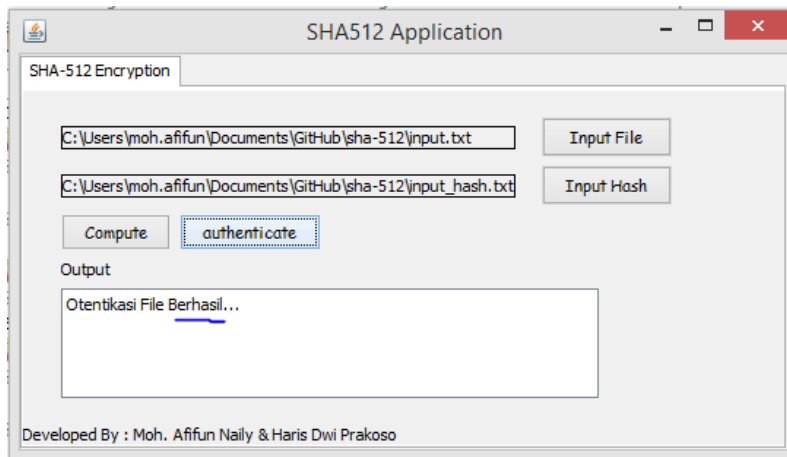 SHA512 Application
SHA-512 Encryption
C:\Users\moh.afifun\Documents\GitHub\sha-512\input.txt
Input File
C:\Users\moh.afifun\Documents\GitHub\sha-512\input_hash.txt
Input Hash
Compute
authenticate
Output
Otentikasi File Berhasil...
Developed By : Moh. Afifun Naily & Haris Dwi Prakoso